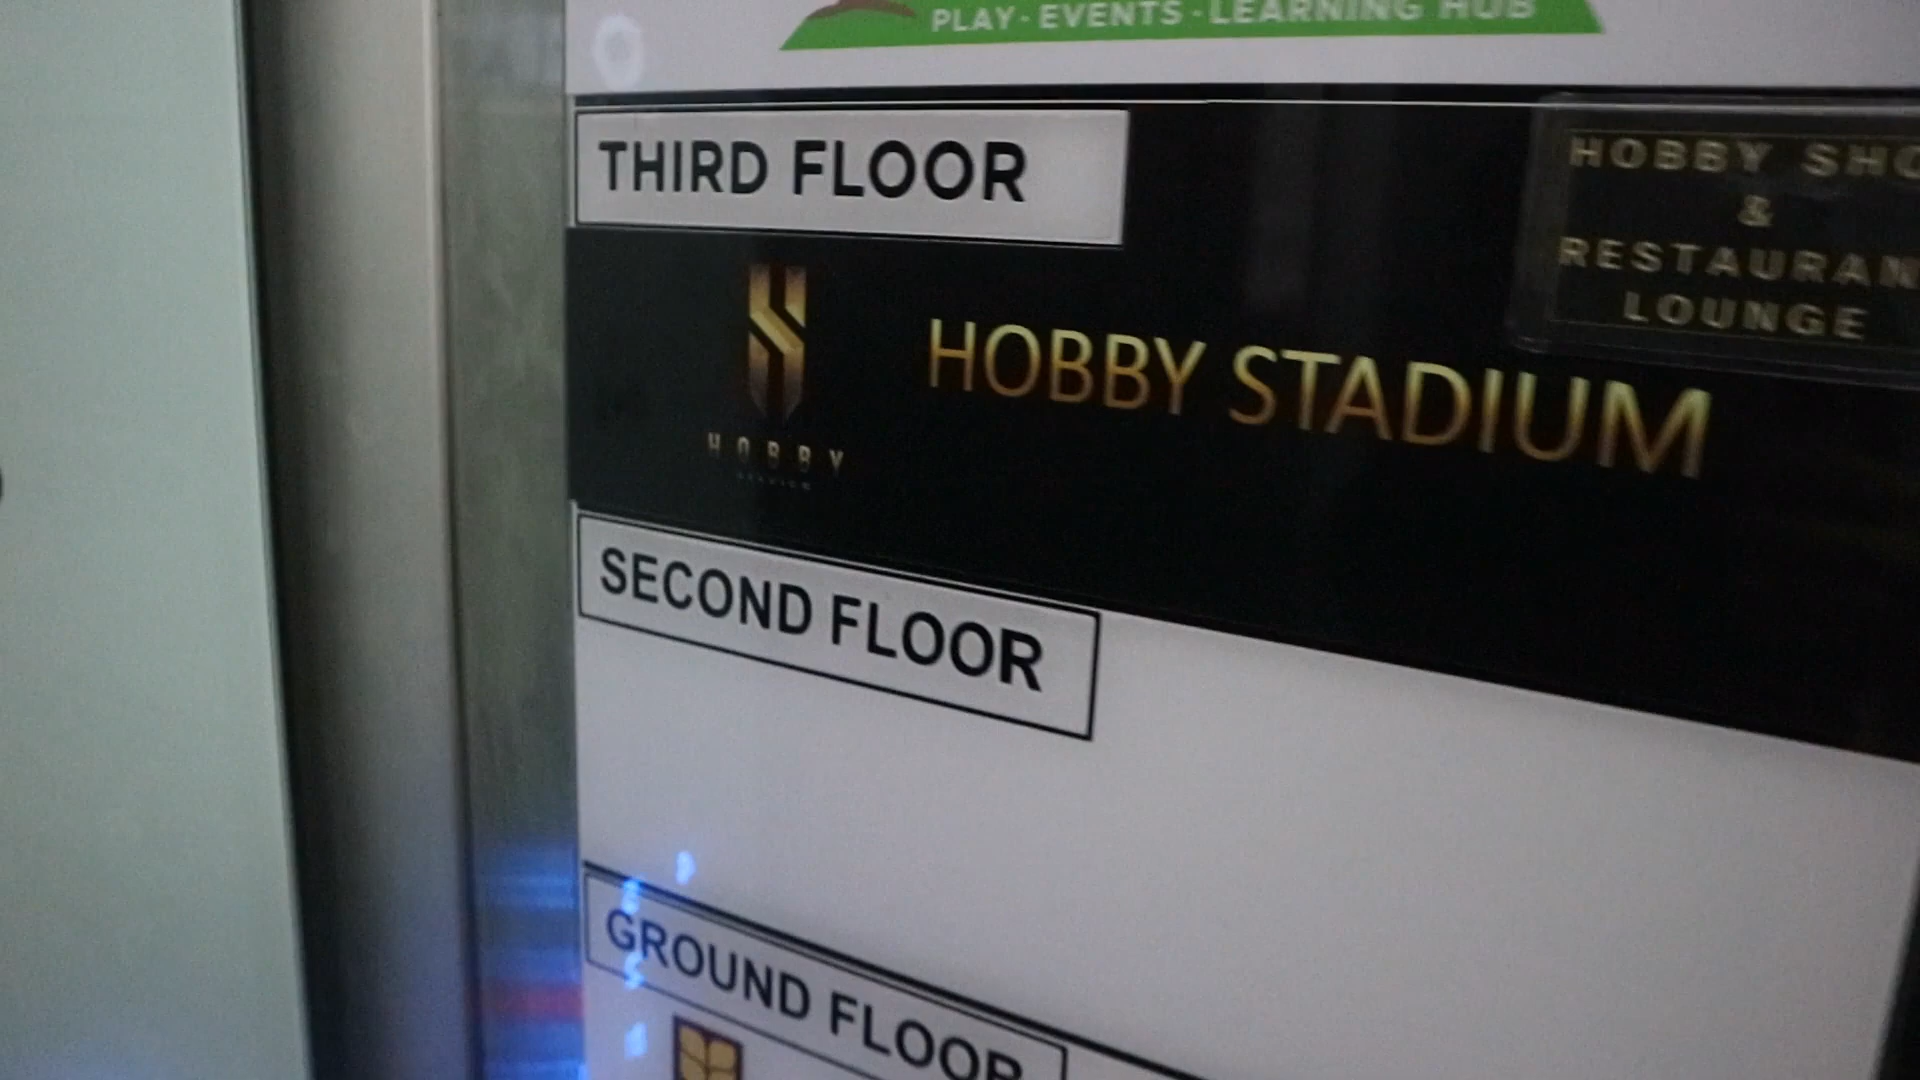 PLAY · EVENTS · LEARNING HUB
THIRD FLOOR
HOBBY SHO
&
RESTAURAN
LOUNGE
HOBBY STADIUM
HOBBY
SECOND FLOOR
GROUND FLOOR